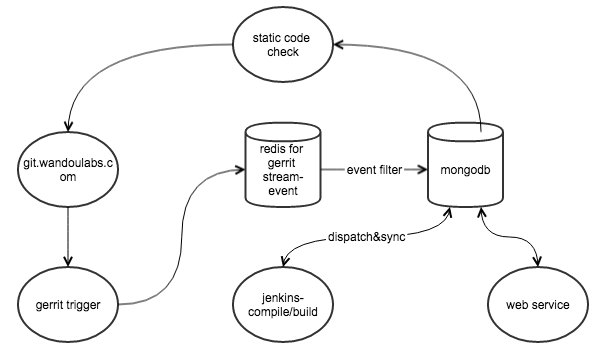 static code
check
git.wandoulabs.c
om
redis for
gerrit
stream-
event
event filter
mongodb
dispatch&sync
gerrit trigger
jenkins-
compile/build
web service